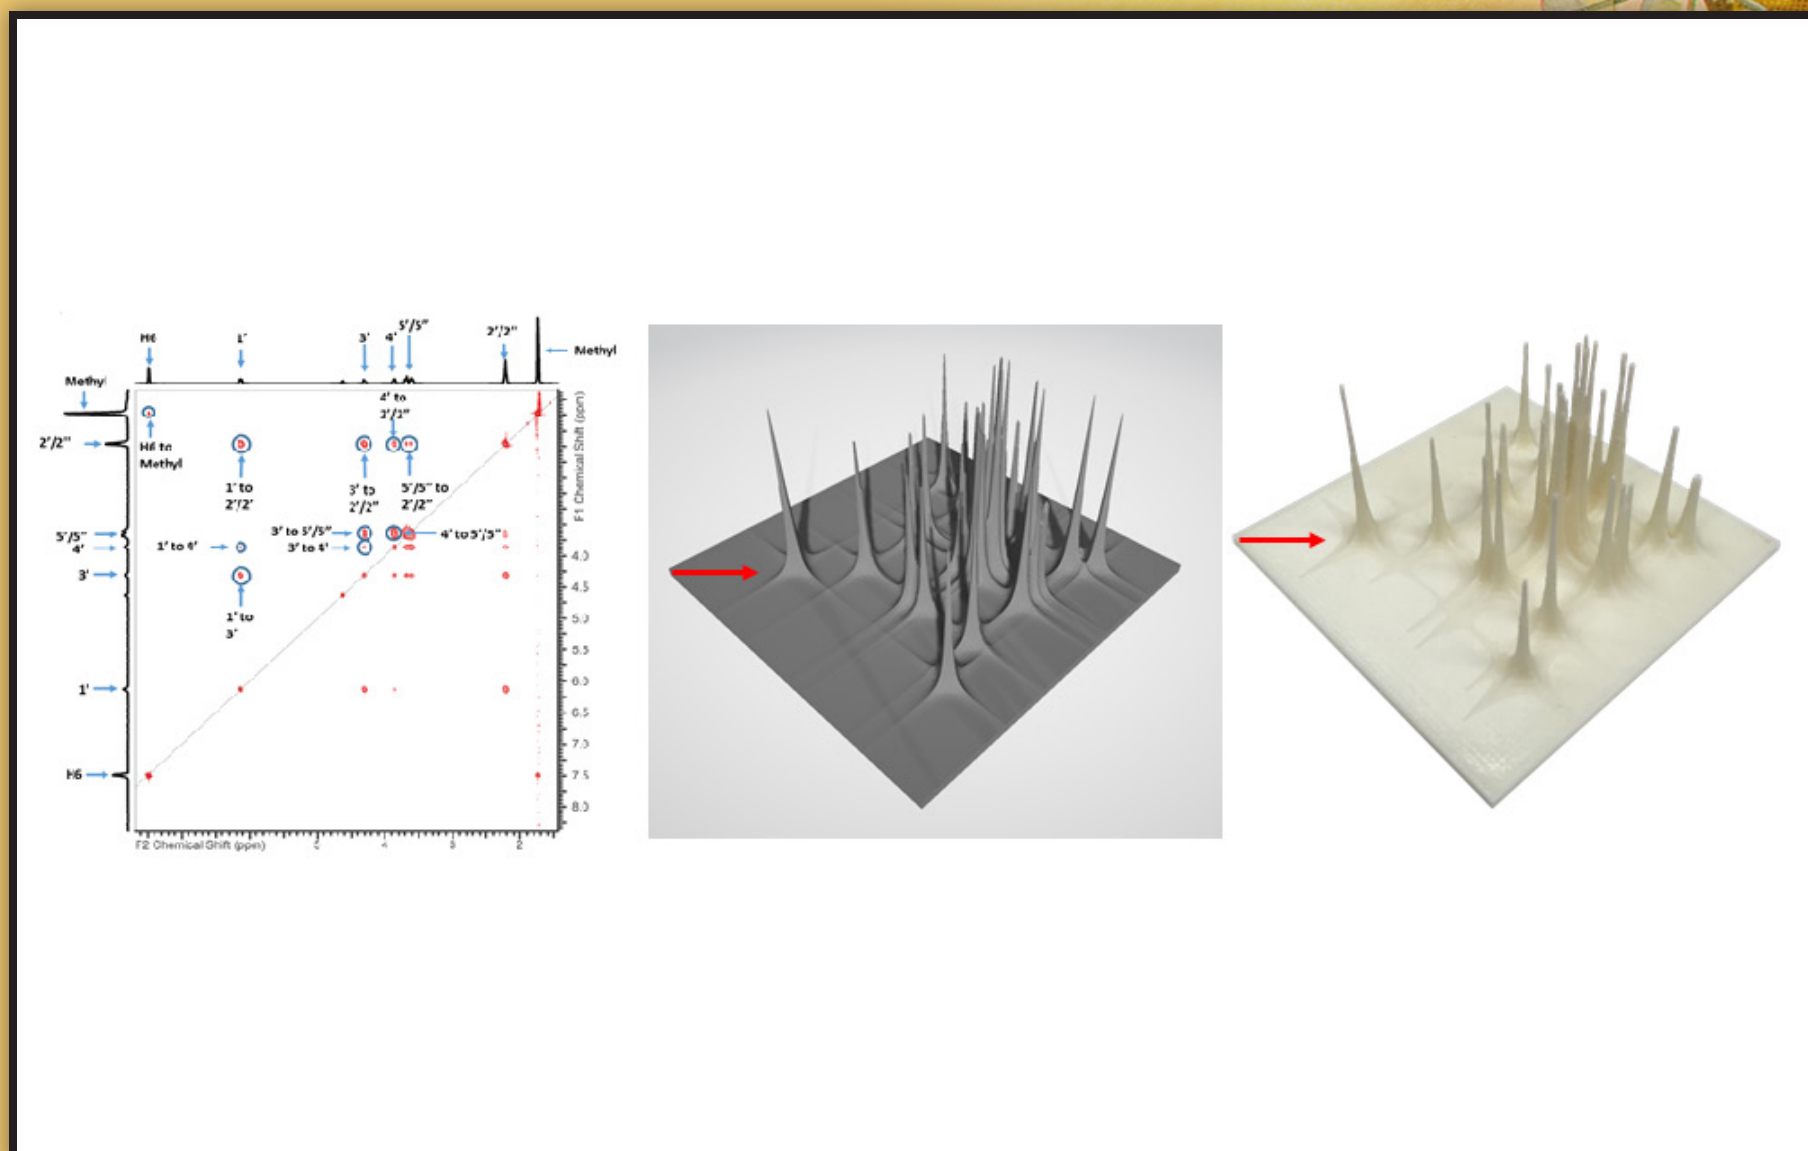 5'/5"
H6
1'
3'
4'
2'/2"
Methyl
Methyl
4' to
2'/2"
2'/2"
H6 to
Methyl
1' to
2'/2'
3' to
2'/2"
5'/5" to
2'/2"
F1 Chemical Shift (ppm)
5'/5"
3' to 5'/5"
4' to 5'/5"
4'
1' to 4'
3' to 4'
4.0
3'
4.5
1' to
3'
5.0
5.5
1'
6.0
6.5
7.0
H6
7.5
8.0
F2 Chemical Shift (ppm)
4
3
2